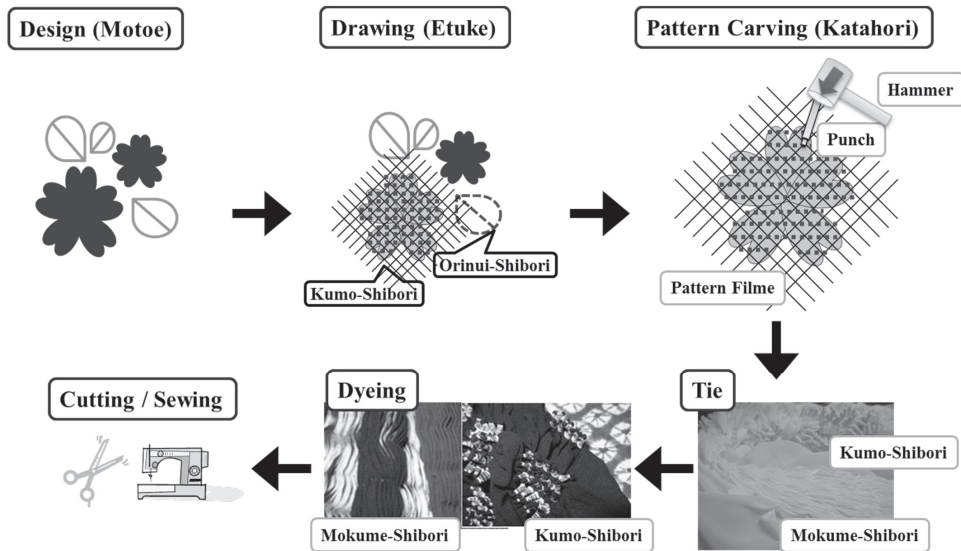 Design (Motoe)
Drawing (Etuke)
Pattern Carving (Katahori)
Hammer
Punch
Orinui-Shibori
Kumo-Shibori
Pattern Filme
Cutting / Sewing
Dyeing
Tie
Kumo-Shibori
Mokume-Shibori
Mokume-Shibori
Kumo-Shibori